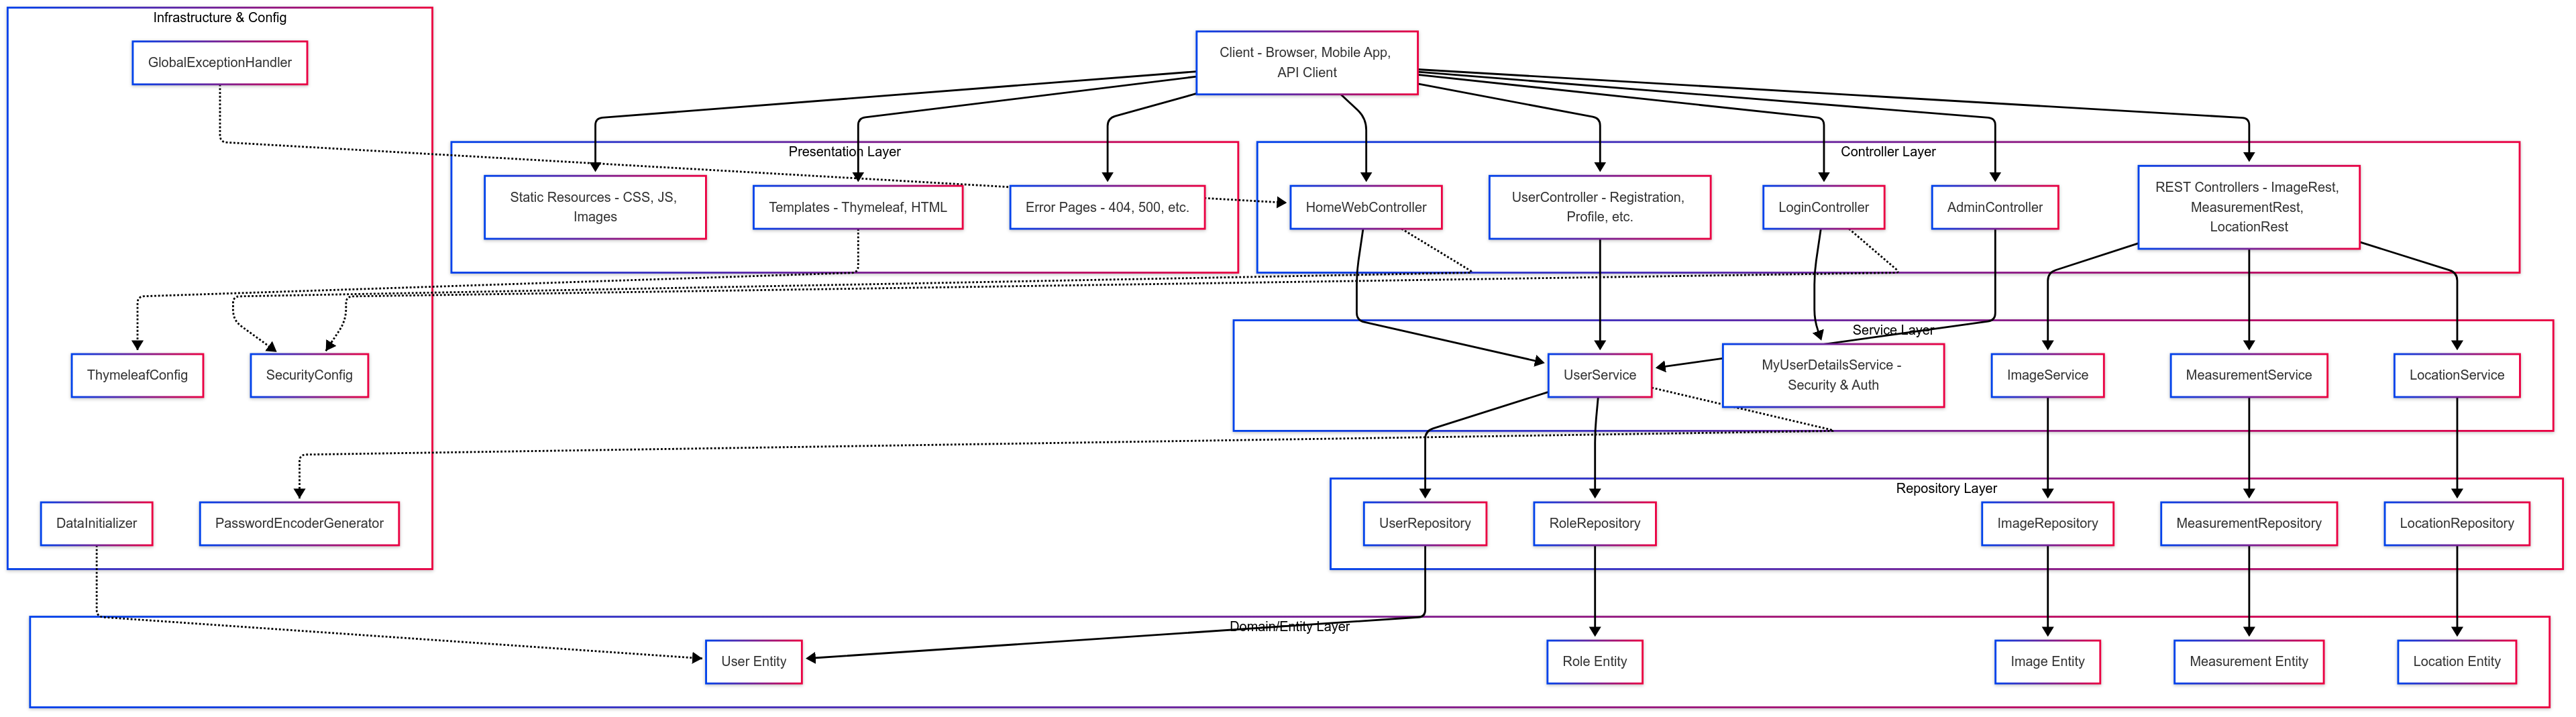 Infrastructure & Config
GlobalExceptionHandler
Client - Browser, Mobile App,
API Client
Presentation Layer
Controller Layer
Static Resources - CSS, JS,
Images
Templates - Thymeleaf, HTML
Error Pages - 404, 500, etc.
HomeWebController
UserController - Registration,
Profile, etc.
LoginController
AdminController
REST Controllers - ImageRest,
MeasurementRest,
LocationRest
Service Layer
ThymeleafConfig
SecurityConfig
UserService
MyUserDetailsService -
Security & Auth
ImageService
MeasurementService
LocationService
Repository Layer
DataInitializer
PasswordEncoderGenerator
UserRepository
RoleRepository
ImageRepository
MeasurementRepository
LocationRepository
Domain/Entity Layer
User Entity
Role Entity
Image Entity
Measurement Entity
Location Entity